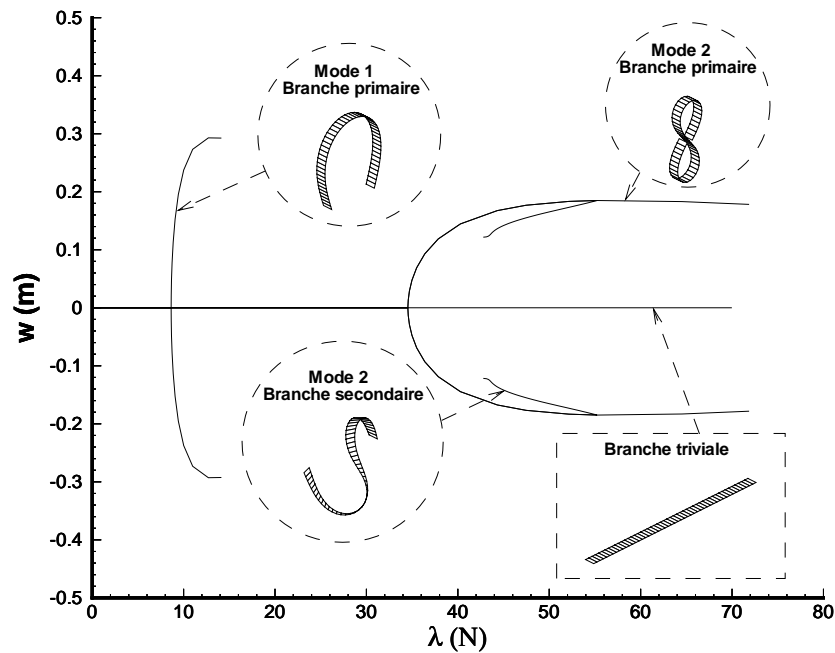 0.5
0.4
0.3
0.2
0.1
0
-0.1
-0.2
-0.3
-0.4
-0.5
w (m)
Mode 1
Branche primaire
Mode 2
Branche primaire
Mode 2
Branche secondaire
Branche triviale
0 10 20 30 40 50 60 70 80
λ (N)